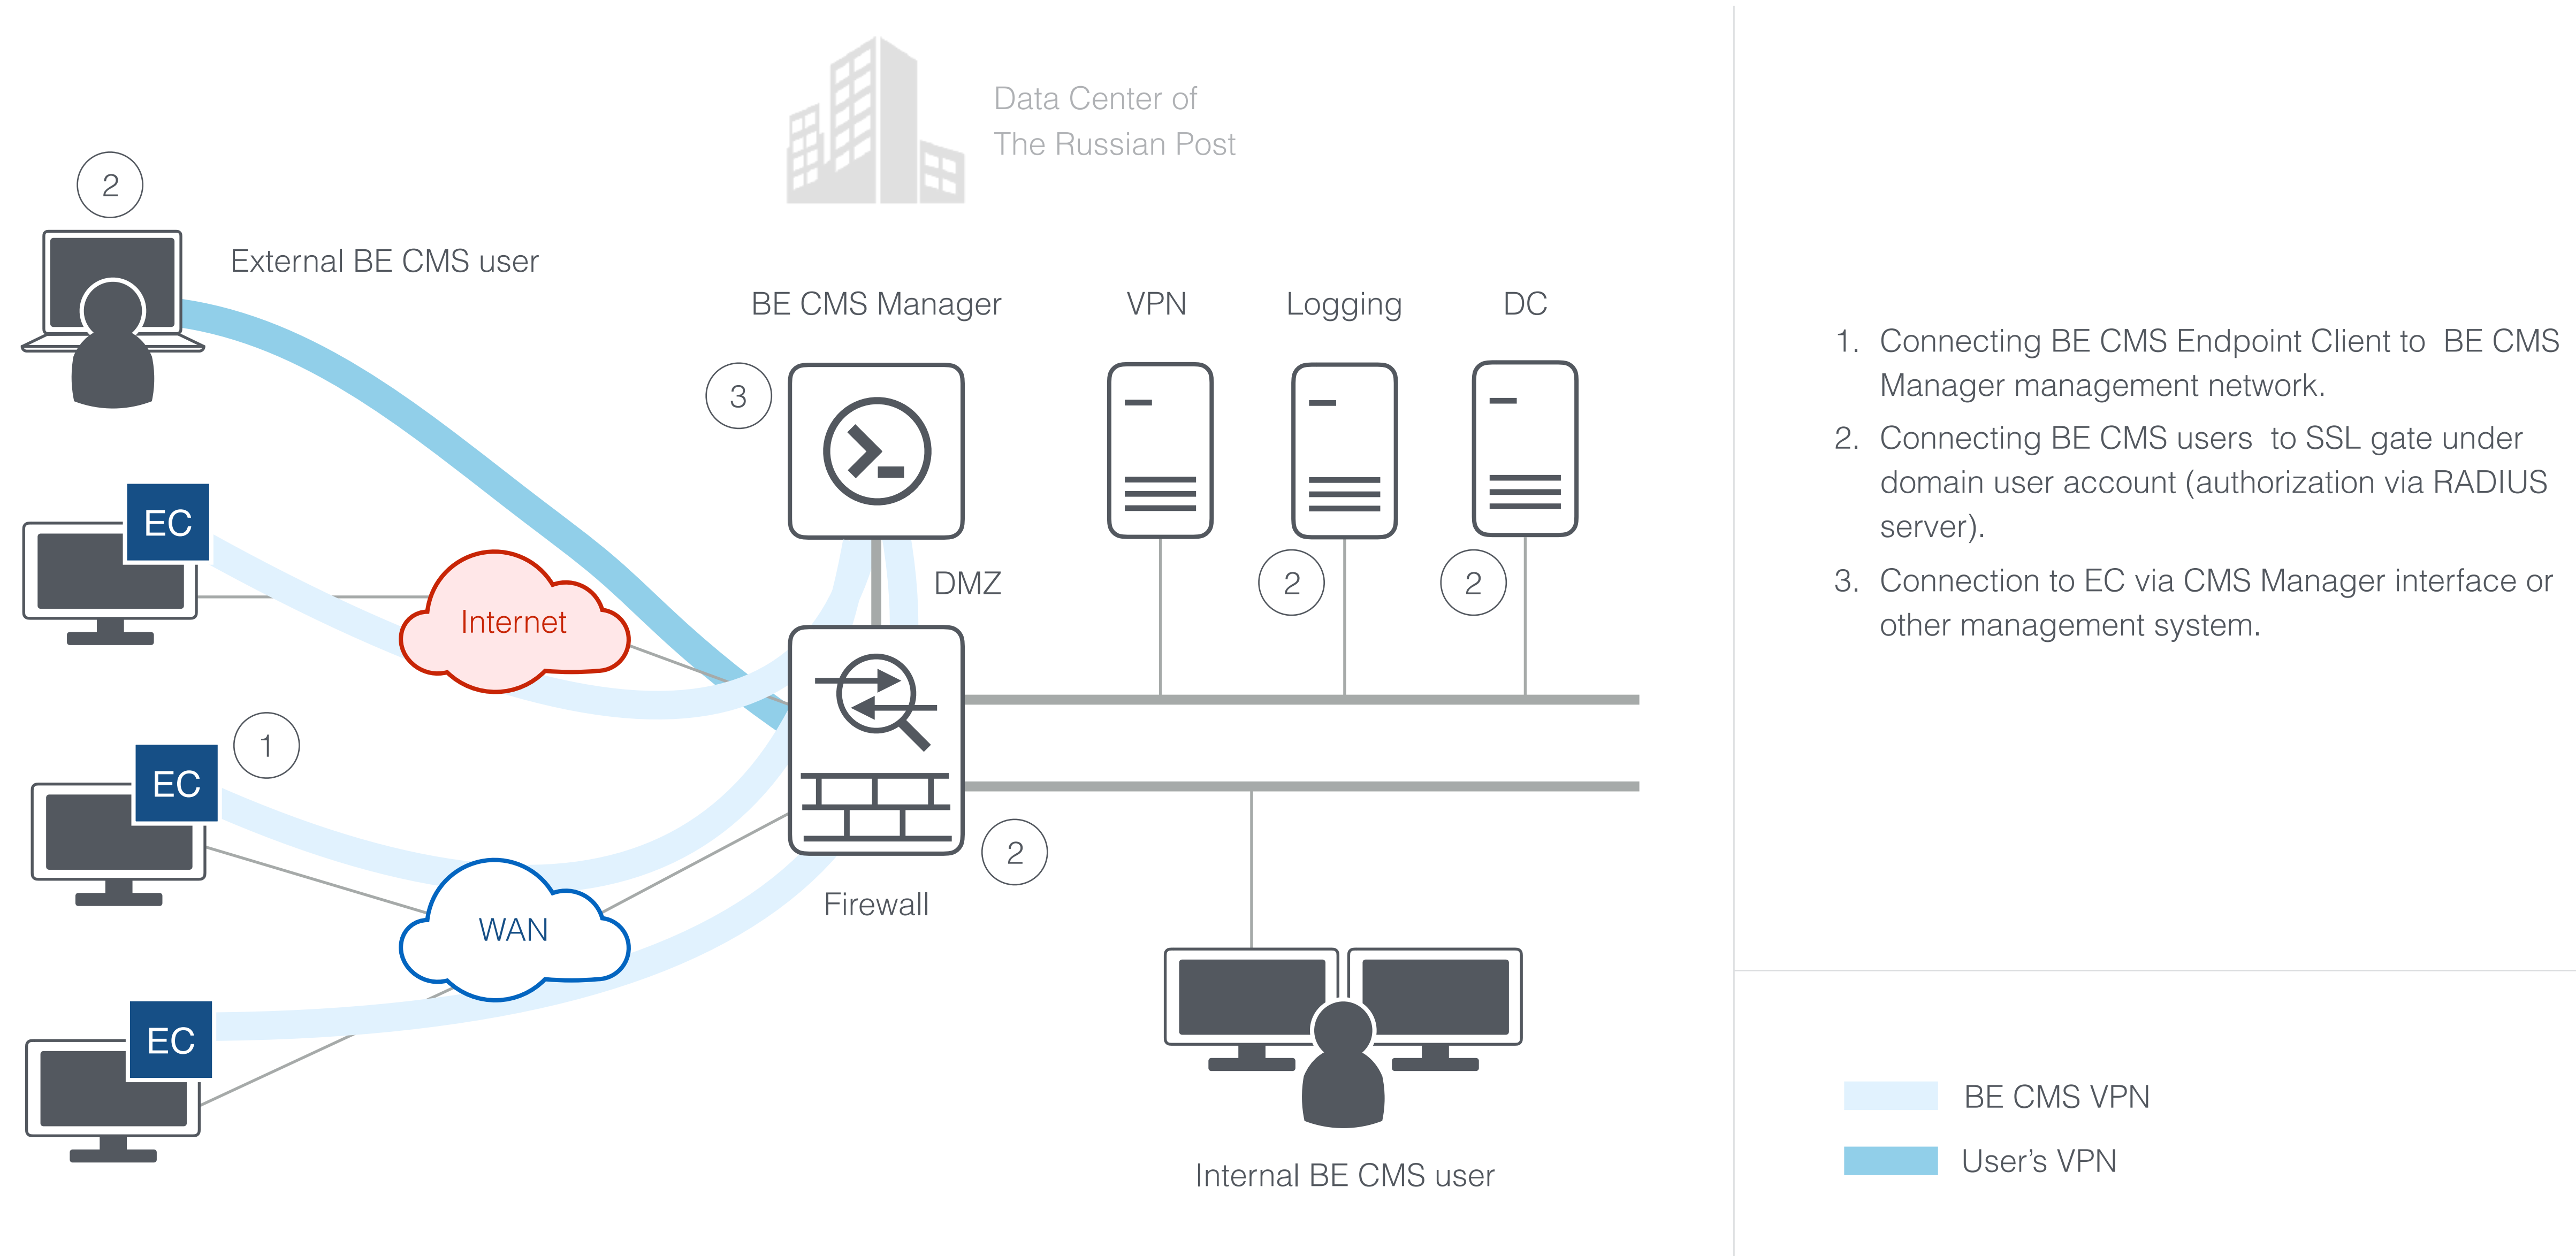 Data Center of
The Russian Post
2
External BE CMS user
BE CMS Manager
VPN
Logging
DC
3
EC
Internet
DMZ
2
2
1
EC
WAN
Firewall
2
EC
Internal BE CMS user
1. Connecting BE CMS Endpoint Client to BE CMS
Manager management network.
2. Connecting BE CMS users to SSL gate under
domain user account (authorization via RADIUS
server).
3. Connection to EC via CMS Manager interface or
other management system.
BE CMS VPN
User’s VPN